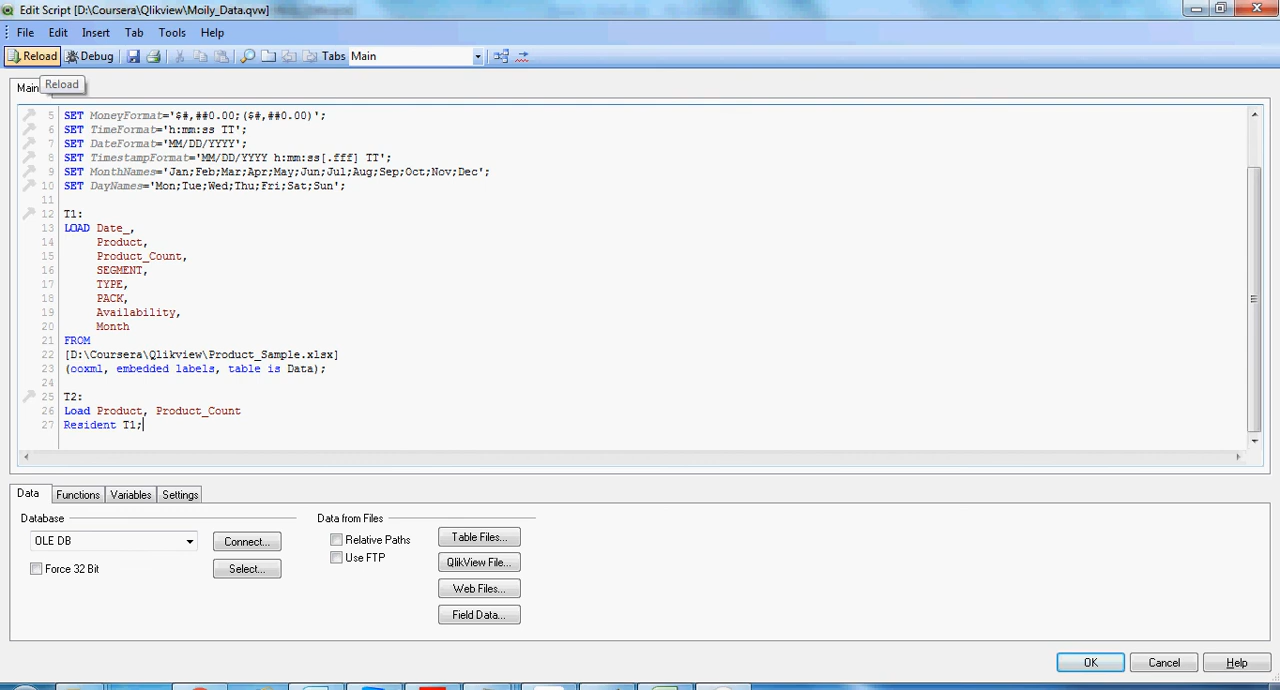 Edit Script [D:\Coursera\Qlikview\Moily_Data.qvw]
File Edit Insert Tab Tools Help
Reload Debug Tabs Main
Main
Reload
5 SET MoneyFormat='$#,##0.00;($#,##0.00)';
6 SET TimeFormat='h:mm:ss TT';
7 SET DateFormat='MM/DD/YYYY';
8 SET TimestampFormat='MM/DD/YYYY h:mm:ss[.fff] TT';
9 SET MonthNames='Jan;Feb;Mar;Apr;May;Jun;Jul;Aug;Sep;Oct;Nov;Dec';
10 SET DayNames='Mon;Tue;Wed;Thu;Fri;Sat;Sun';
11
12 T1:
13 LOAD Date_,
14 Product,
15 Product_Count,
16 SEGMENT,
17 TYPE,
18 PACK,
19 Availability,
20 Month
21 FROM
22 [D:\Coursera\Qlikview\Product_Sample.xlsx]
23 (ooxml, embedded labels, table is Data);
24
25 T2:
26 Load Product, Product_Count
27 Resident T1;
Data Functions Variables Settings
Database
Data from Files
OLE DB
Connect...
Relative Paths
Table Files...
Force 32 Bit
Select...
Use FTP
QlikView File...
Web Files...
Field Data...
OK Cancel Help